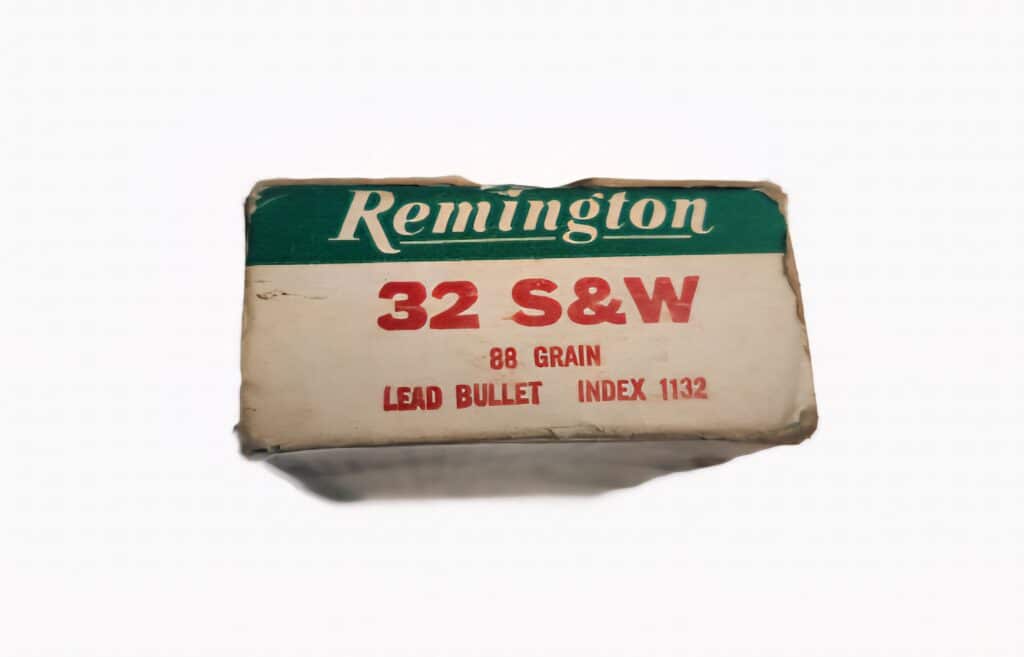 Remington
32 S&W
88 GRAIN
LEAD BULLET INDEX 1132